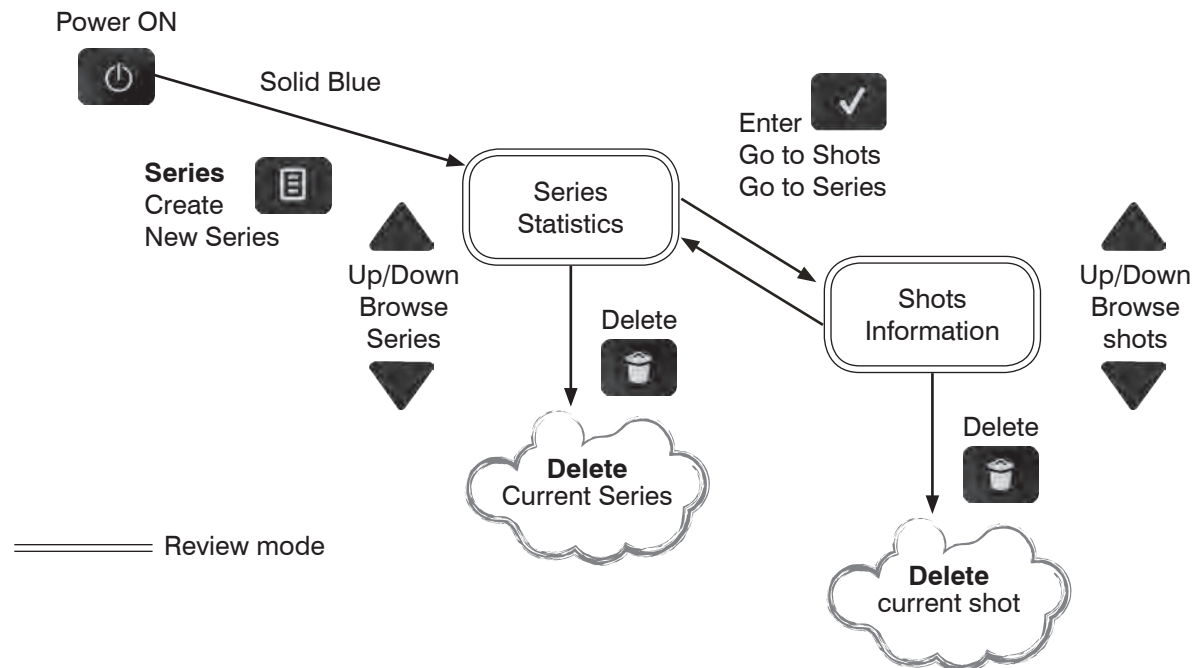 Power ON
Solid Blue
Series
Create
New Series
Enter
Go to Shots
Go to Series
Series
Statistics
Up/Down
Browse
Series
Delete
Shots
Information
Up/Down
Browse
shots
Delete
Current Series
Delete
Review mode
Delete
current shot